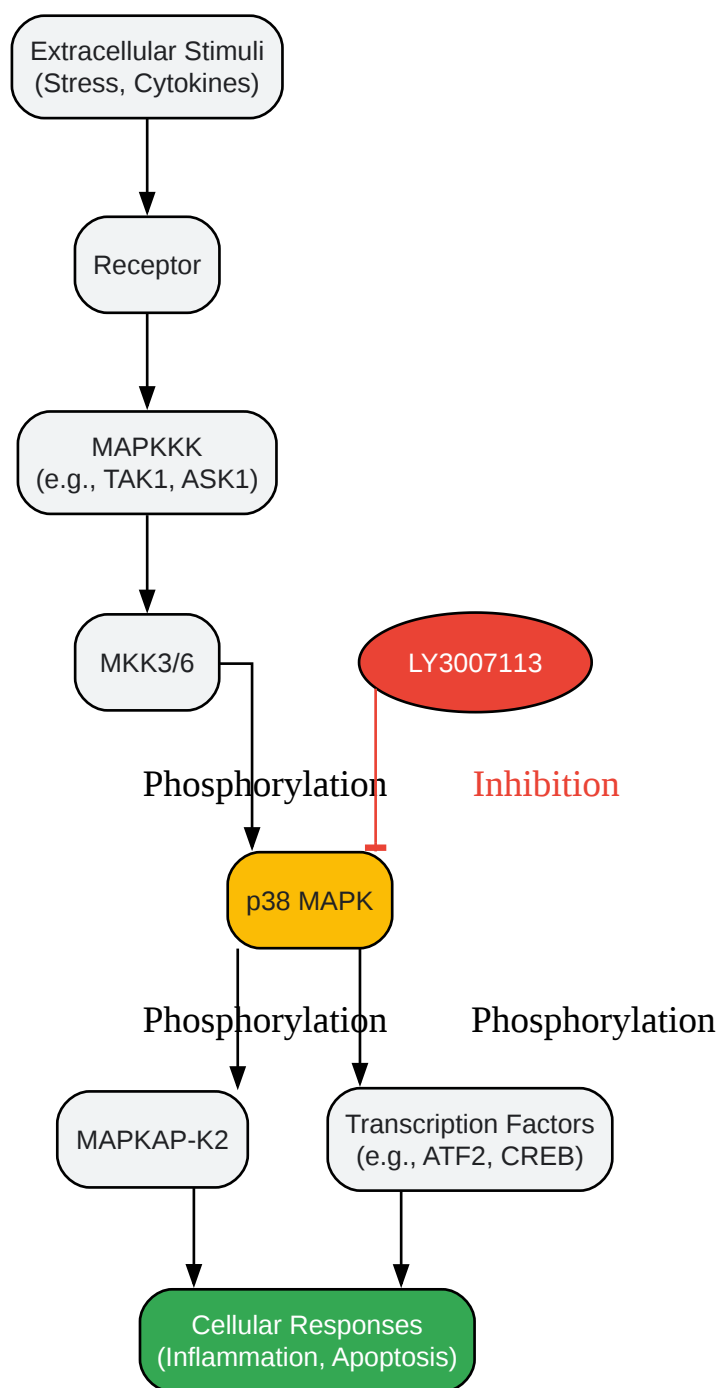 Extracellular Stimuli
(Stress, Cytokines)
Receptor
MAPKKK
(e.g., TAK1, ASK1)
MKK3/6
LY3007113
Phosphorylation
Inhibition
p38 MAPK
Phosphorylation
Phosphorylation
MAPKAP-K2
Transcription Factors
(e.g., ATF2, CREB)
Cellular Responses
(Inflammation, Apoptosis)